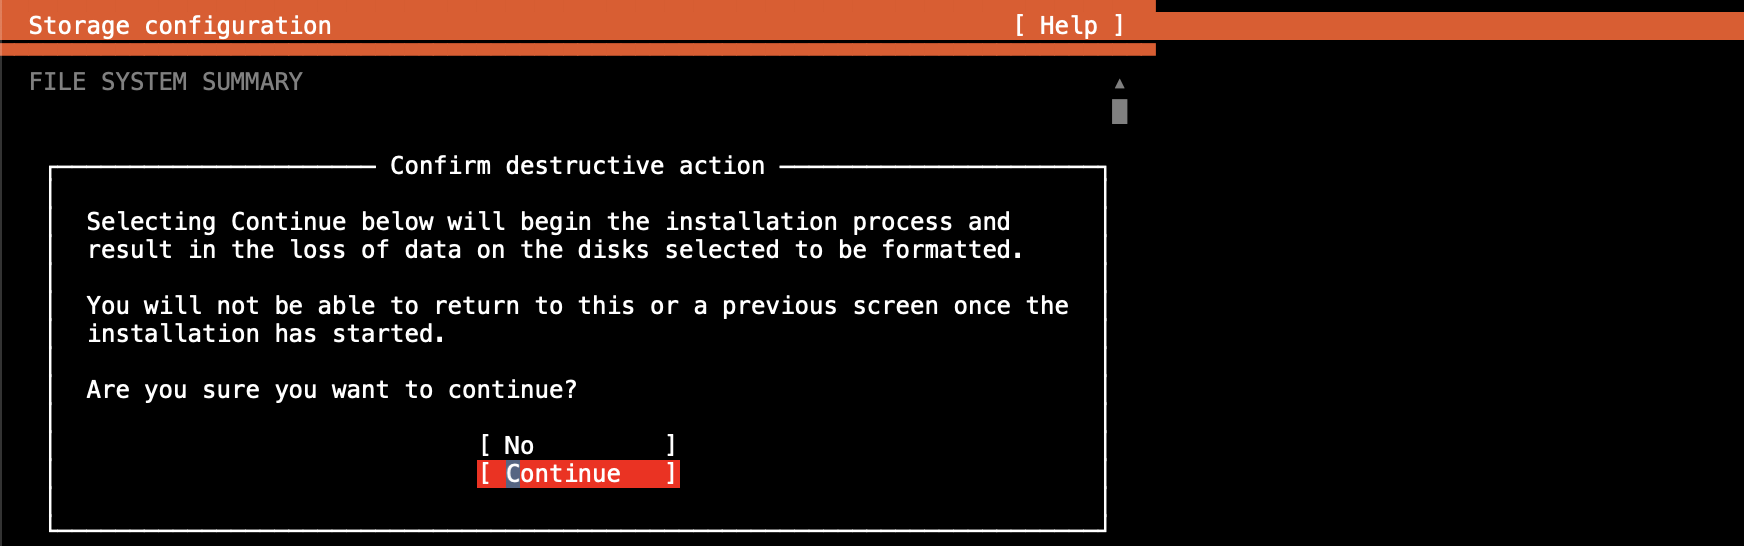 Storage configuration [ Help ]
FILE SYSTEM SUMMARY
Confirm destructive action
Selecting Continue below will begin the installation process and
result in the loss of data on the disks selected to be formatted.
You will not be able to return to this or a previous screen once the
installation has started.
Are you sure you want to continue?
[ No ]
[ Continue ]